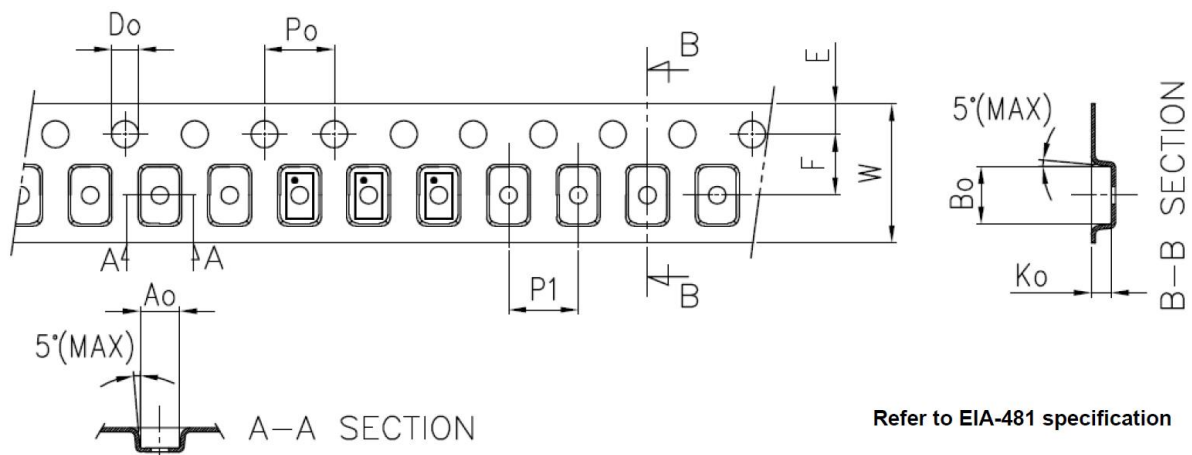 Do
Po
B
E
5°(MAX)
F
W
Bo
B-B SECTION
A
A
P1
B
Ko
Ao
5°(MAX)
A-A SECTION
Refer to EIA-481 specification